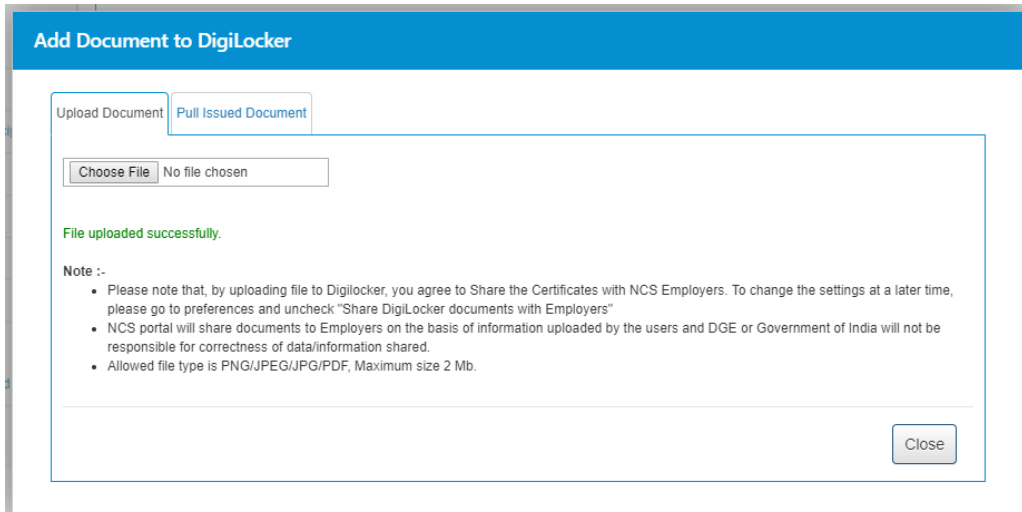 Add Document to DigiLocker
Upload Document Pull Issued Document
Choose File No file chosen
File uploaded successfully.
Note :-
Please note that, by uploading file to Digilocker, you agree to Share the Certificates with NCS Employers. To change the settings at a later time,
please go to preferences and uncheck "Share DigiLocker documents with Employers"
NCS portal will share documents to Employers on the basis of information uploaded by the users and DGE or Government of India will not be
responsible for correctness of data/information shared.
Allowed file type is PNG/JPEG/JPG/PDF, Maximum size 2 Mb.
Close